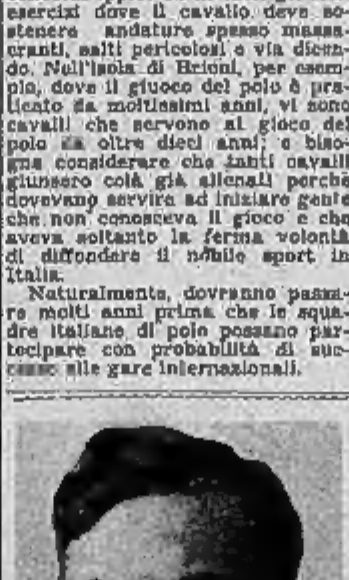 esercizi dove il cavallo deve so-
stenere andature spesso massa-
cranti, salti pericolosi e via dicen-
do. Nell'isola di Brioni, per esem-
pio, dove il giuoco del polo è pra-
ticato da moltissimi anni, vi sono
cavalli che servono al gioco del
polo da oltre dieci anni; e biso-
gna considerare che tanti cavalli
giunsero colà già allenati perchè
dovevano servire ad iniziare gente
che non conosceva il gioco e che
aveva soltanto la ferma volontà
di diffondere il nobile sport in
Italia.
Naturalmente, dovranno passa-
re molti anni prima che le squa-
dre italiane di polo possano par-
tecipare con probabilità di suc-
cesso alle gare internazionali.